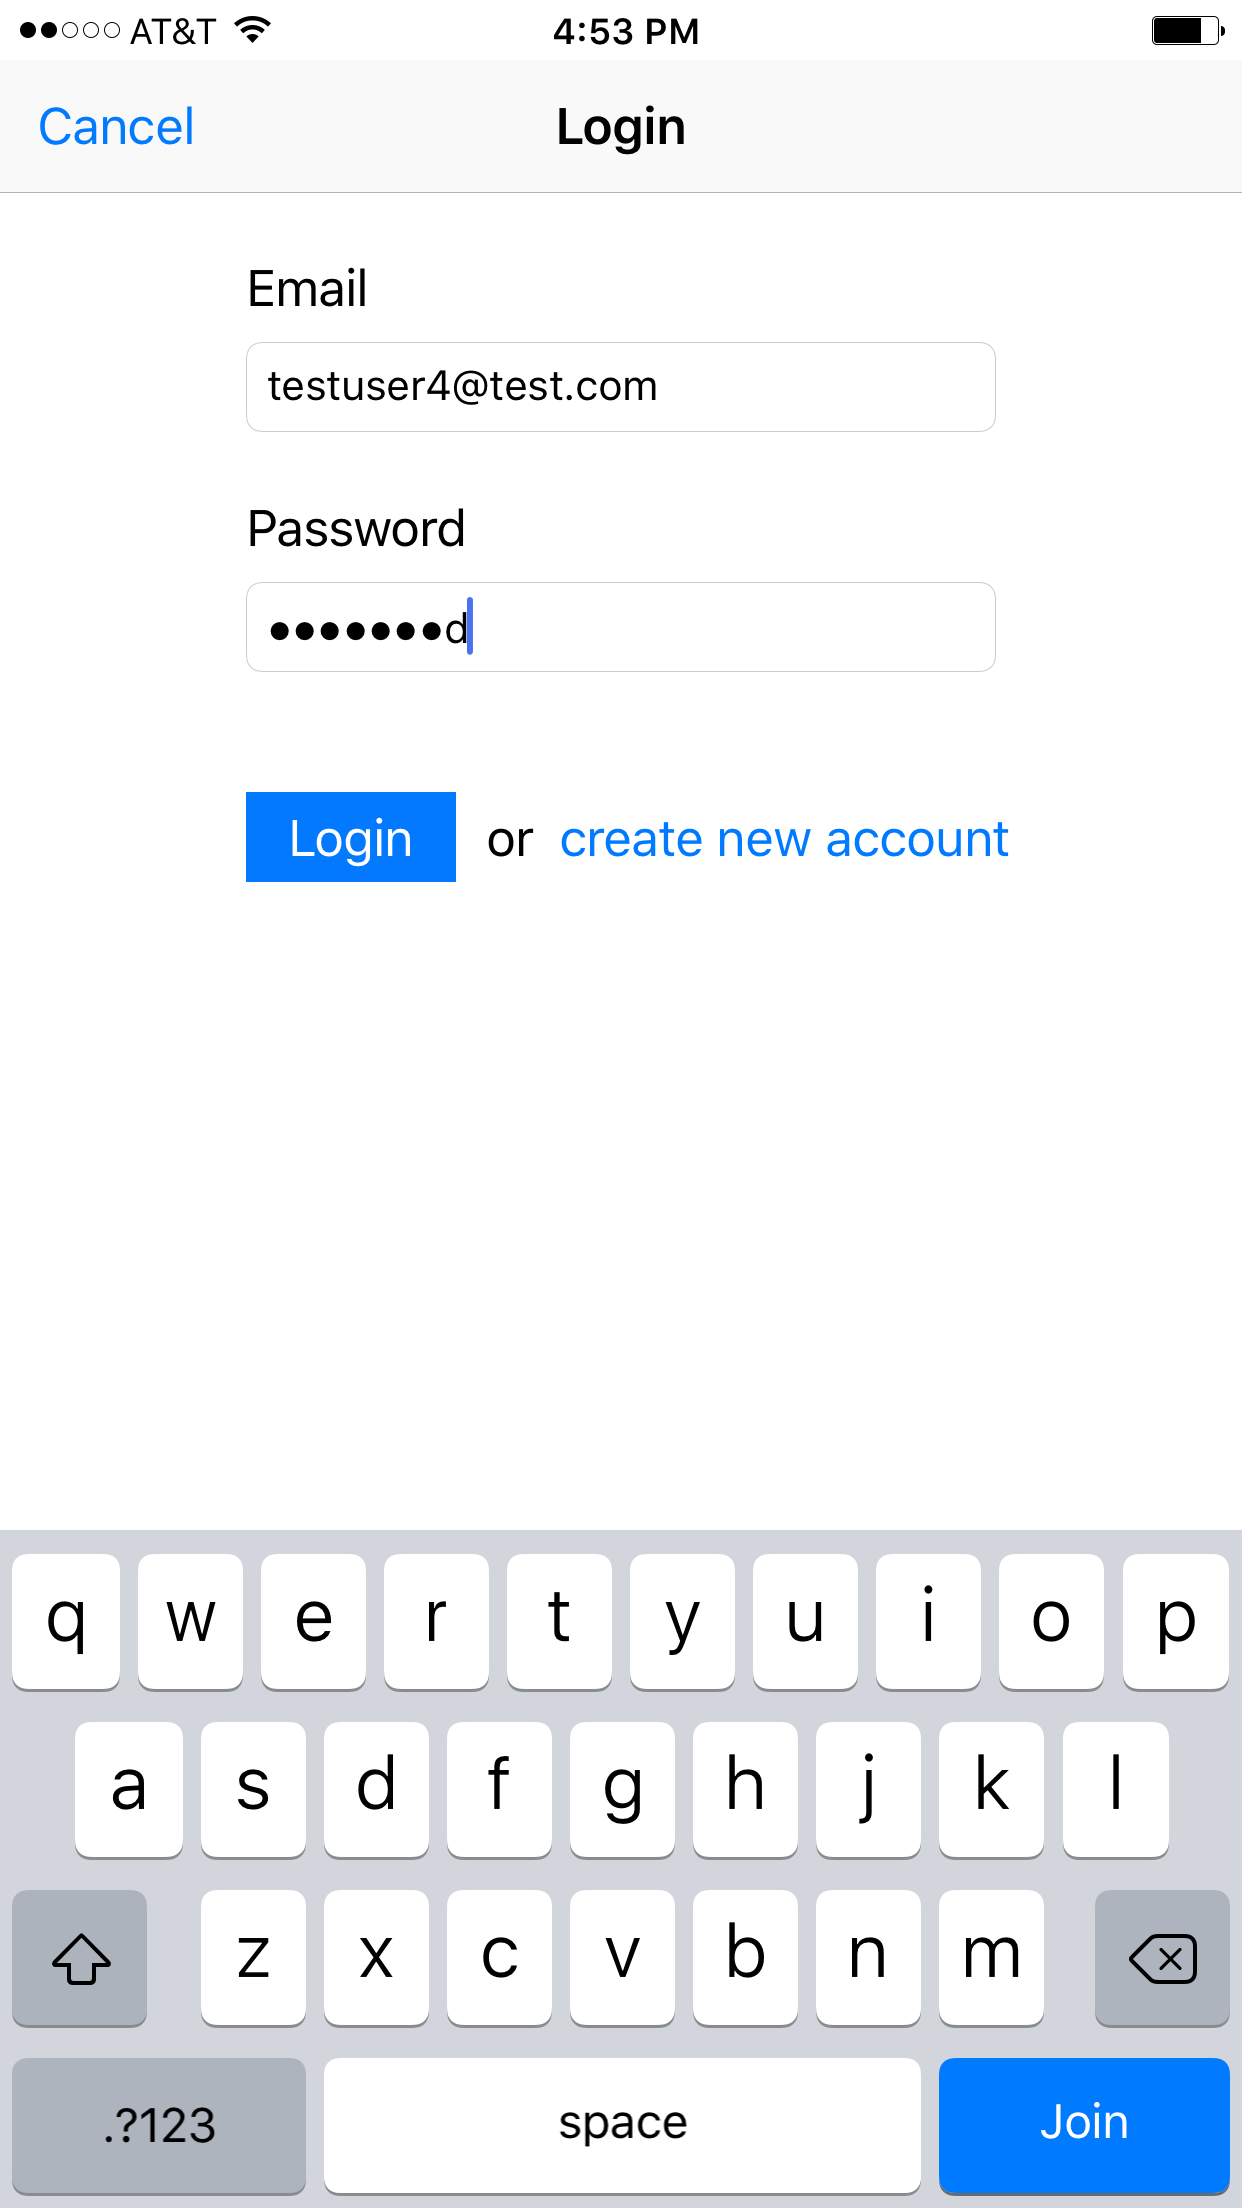 ●●○○○ AT&T 4:53 PM
Cancel Login
Email
testuser4@test.com
Password
●●●●●●●d
Login or create new account
q w e r t y u i o p
a s d f g h j k l
z x c v b n m
.?123 space Join